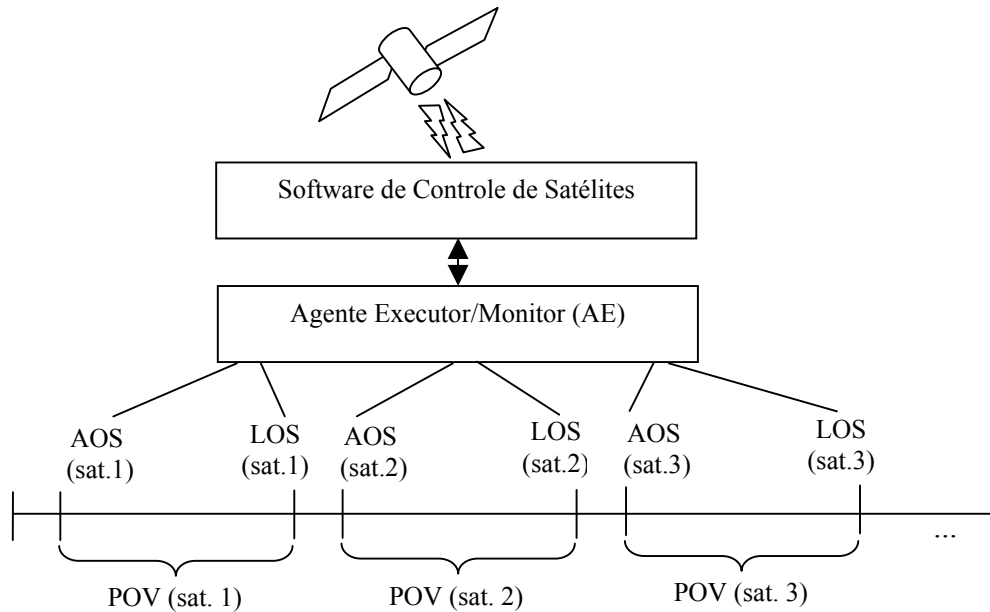 Software de Controle de Satélites
Agente Executor/Monitor (AE)
AOS
(sat.1)
LOS
(sat.1)
AOS
(sat.2)
LOS
(sat.2)
AOS
(sat.3)
LOS
(sat.3)
...
POV (sat. 1)
POV (sat. 2)
POV (sat. 3)